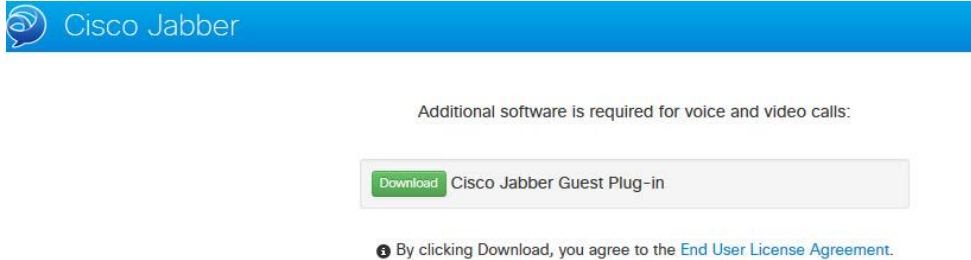 Cisco Jabber
Additional software is required for voice and video calls:
Download Cisco Jabber Guest Plug-in
By clicking Download, you agree to the End User License Agreement.